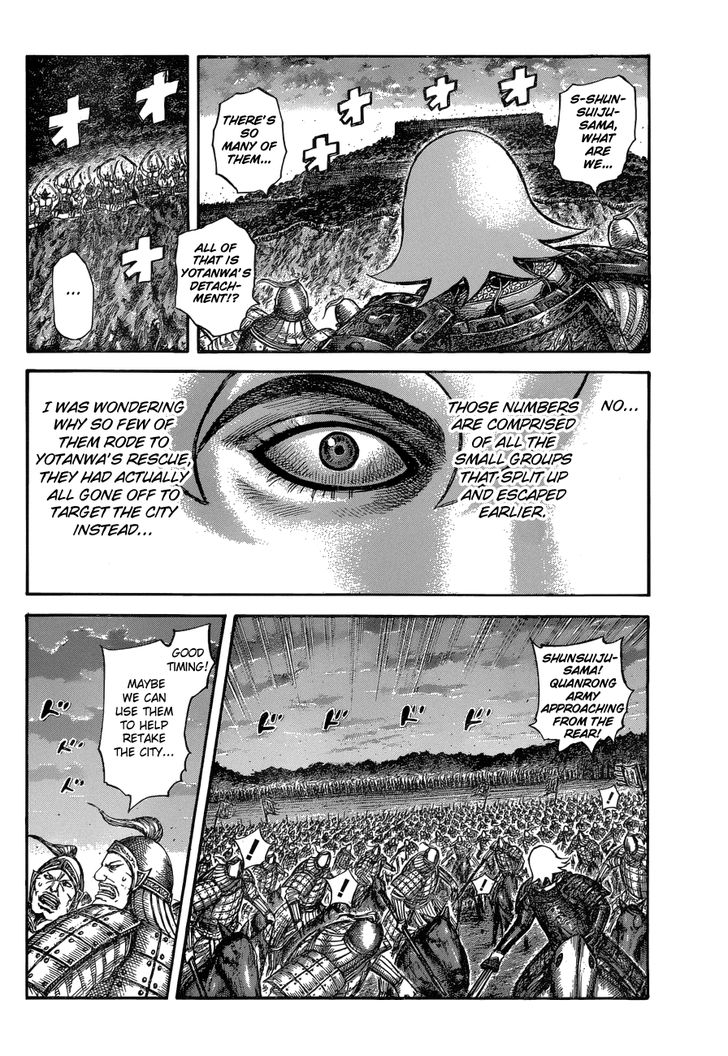 S-SHUN-
SUIJU-
SAMA,
WHAT
ARE
WE...
THERE'S
SO
MANY OF
THEM...
オ
オ
オ
オ
ALL OF
THAT IS
YOTANWA'S
DETACH-
MENT!?
オ
オ
オ
オ
...
NO...
THOSE NUMBERS
ARE COMPRISED
OF ALL THE
SMALL GROUPS
THAT SPLIT UP
AND ESCAPED
EARLIER.
I WAS WONDERING
WHY SO FEW OF
THEM RODE TO
YOTANWA'S RESCUE,
THEY HAD ACTUALLY
ALL GONE OFF TO
TARGET THE CITY
INSTEAD...
SHUNSUIJU-
SAMA!
QUANRONG
ARMY
APPROACHING
FROM THE
REAR!
ド
ド
ド
ド
!
!
!
!
GOOD
TIMING!
MAYBE
WE CAN
USE THEM
TO HELP
RETAKE
THE CITY...
ド
ド
ド